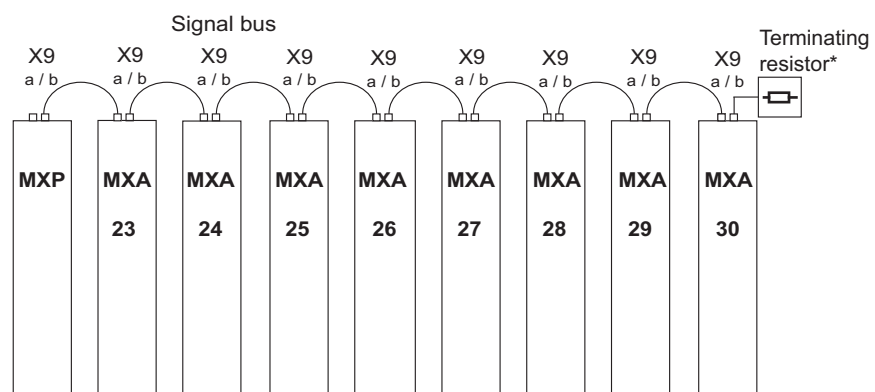 Signal bus
X9 X9 X9 X9 X9 X9 X9 X9 X9
a / b a / b a / b a / b a / b a / b a / b a / b a / b
Terminating
resistor*
MXP MXA MXA MXA MXA MXA MXA MXA MXA
23 24 25 26 27 28 29 30